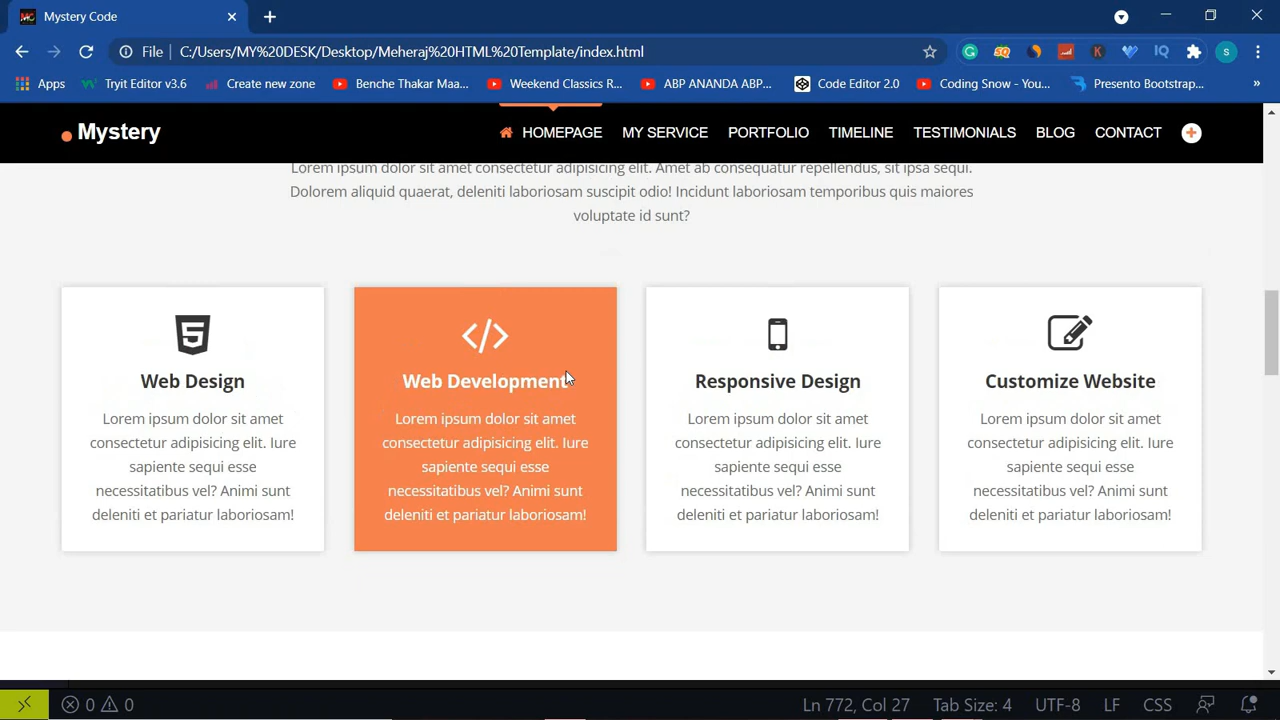 Mystery Code
File C:/Users/MY%20DESK/Desktop/Meheraj%20HTML%20Template/index.html
SQ K IQ S
Apps Tryit Editor v3.6 Create new zone Benche Thakar Maa... Weekend Classics R... ABP ANANDA ABP... Code Editor 2.0 Coding Snow - You... Presento Bootstrap... »
Mystery HOMEPAGE MY SERVICE PORTFOLIO TIMELINE TESTIMONIALS BLOG CONTACT
Lorem ipsum dolor sit amet consectetur adipisicing elit. Amet ab consequatur repellendus, sit ipsa sequi.
Dolorem aliquid quaerat, deleniti laboriosam suscipit odio! Incidunt laboriosam temporibus quis maiores
voluptate id sunt?
Web Design
Lorem ipsum dolor sit amet
consectetur adipisicing elit. Iure
sapiente sequi esse
necessitatibus vel? Animi sunt
deleniti et pariatur laboriosam!
Web Development
Lorem ipsum dolor sit amet
consectetur adipisicing elit. Iure
sapiente sequi esse
necessitatibus vel? Animi sunt
deleniti et pariatur laboriosam!
Responsive Design
Lorem ipsum dolor sit amet
consectetur adipisicing elit. Iure
sapiente sequi esse
necessitatibus vel? Animi sunt
deleniti et pariatur laboriosam!
Customize Website
Lorem ipsum dolor sit amet
consectetur adipisicing elit. Iure
sapiente sequi esse
necessitatibus vel? Animi sunt
deleniti et pariatur laboriosam!
0 0 Ln 772, Col 27 Tab Size: 4 UTF-8 LF CSS